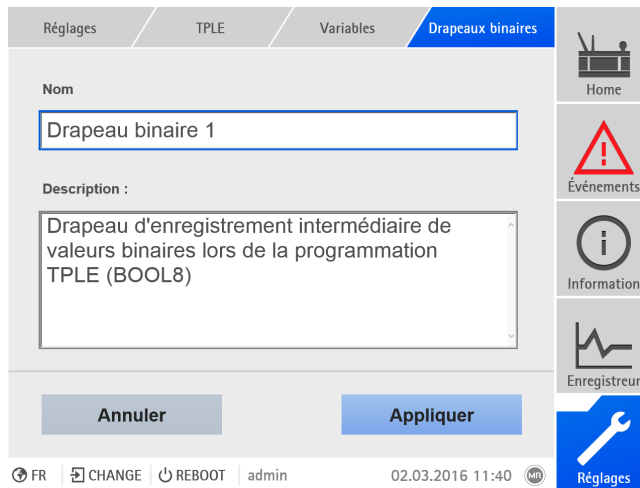 Réglages
TPLE
Variables
Drapeaux binaires
Nom
Drapeau binaire 1
Description :
Drapeau d'enregistrement intermédiaire de
valeurs binaires lors de la programmation
TPLE (BOOL8)
Annuler
Appliquer
FR
CHANGE
REBOOT
admin
02.03.2016 11:40
MR
Home
Événements
Information
Enregistreur
Réglages